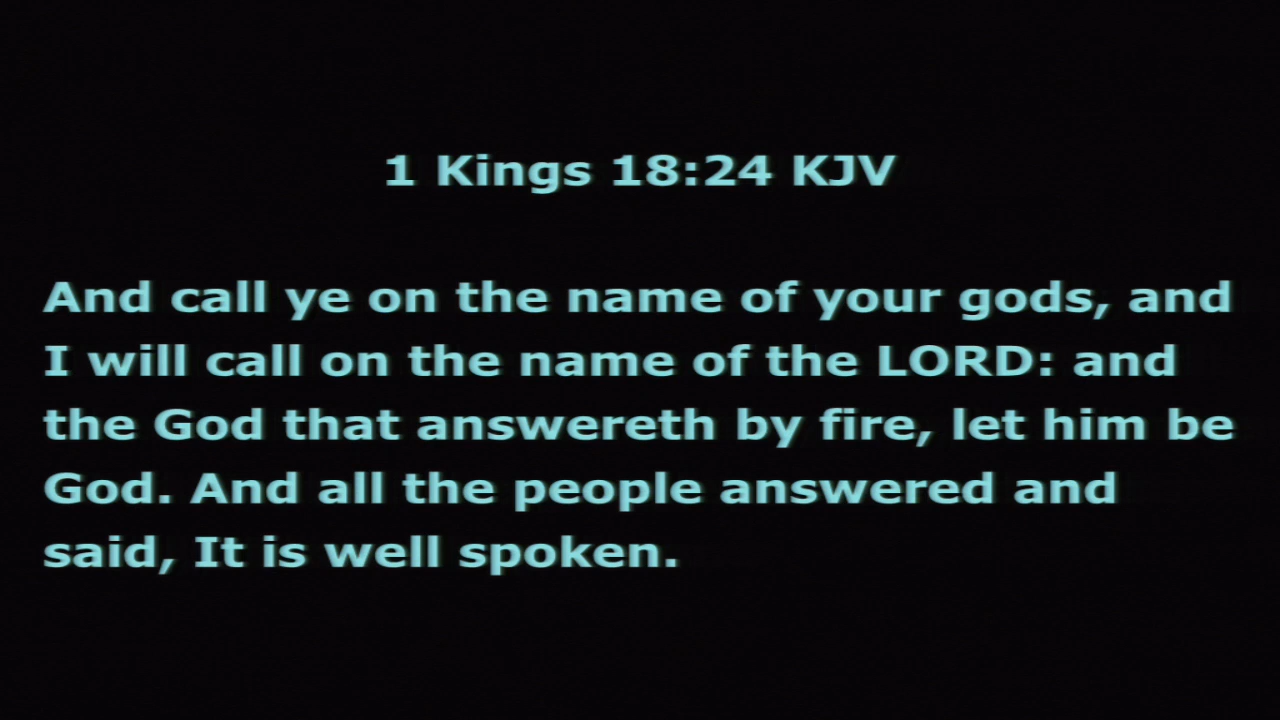 1 Kings 18:24 KJV
And call ye on the name of your gods, and
I will call on the name of the LORD: and
the God that answereth by fire, let him be
God. And all the people answered and
said, It is well spoken.